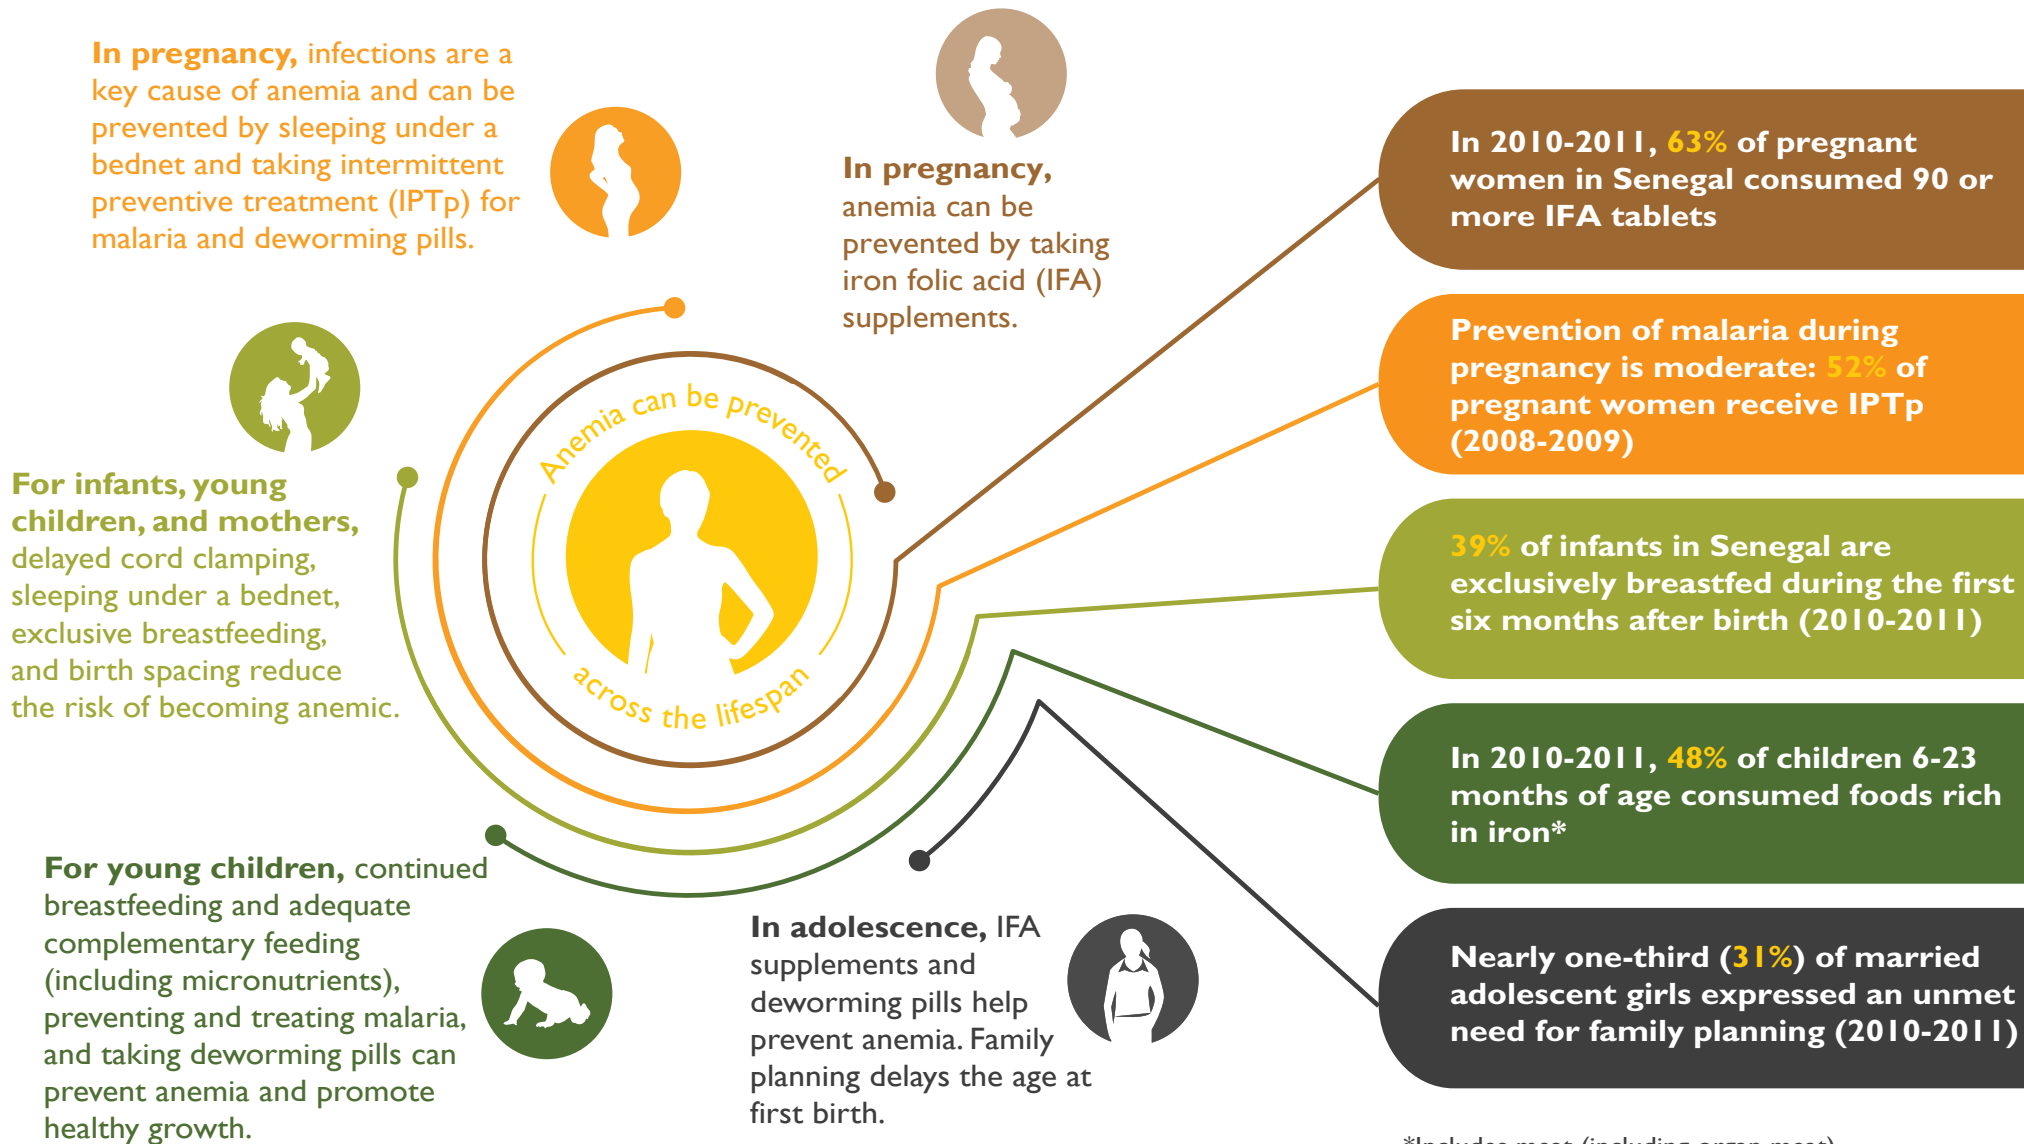 In pregnancy, infections are a
key cause of anemia and can be
prevented by sleeping under a
bednet and taking intermittent
preventive treatment (IPTp) for
malaria and deworming pills.
In pregnancy,
anemia can be
prevented by taking
iron folic acid (IFA)
supplements.
For infants, young
children, and mothers,
delayed cord clamping,
sleeping under a bednet,
exclusive breastfeeding,
and birth spacing reduce
the risk of becoming anemic.
Anemia can be prevented
across the lifespan
For young children, continued
breastfeeding and adequate
complementary feeding
(including micronutrients),
preventing and treating malaria,
and taking deworming pills can
prevent anemia and promote
healthy growth.
In adolescence, IFA
supplements and
deworming pills help
prevent anemia. Family
planning delays the age at
first birth.
In 2010-2011, 63% of pregnant
women in Senegal consumed 90 or
more IFA tablets
Prevention of malaria during
pregnancy is moderate: 52% of
pregnant women receive IPTp
(2008-2009)
39% of infants in Senegal are
exclusively breastfed during the first
six months after birth (2010-2011)
In 2010-2011, 48% of children 6-23
months of age consumed foods rich
in iron*
Nearly one-third (31%) of married
adolescent girls expressed an unmet
need for family planning (2010-2011)
*Includes meat (including organ meat)